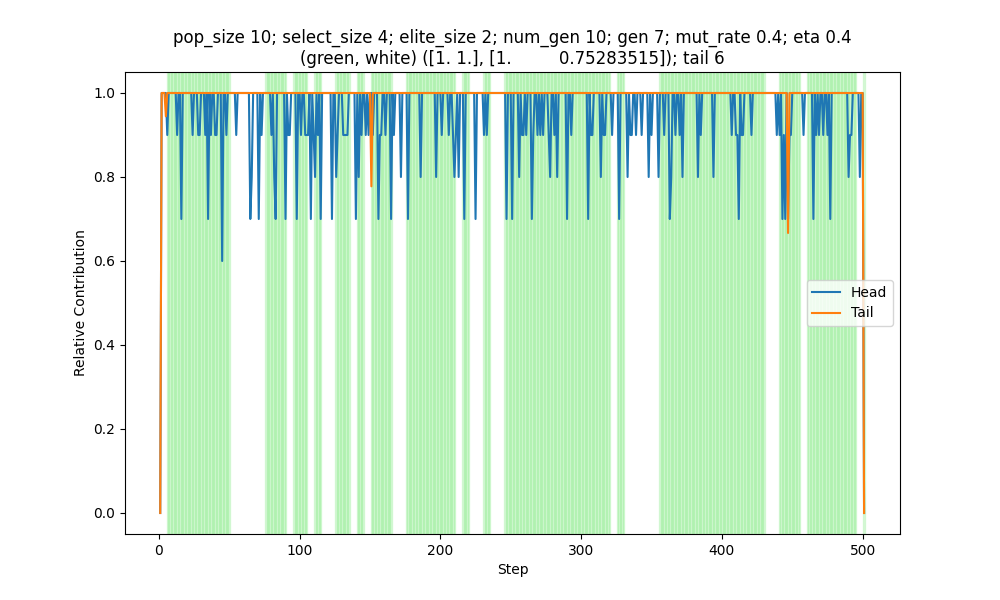 pop_size 10; select_size 4; elite_size 2; num_gen 10; gen 7; mut_rate 0.4; eta 0.4
(green, white) ([1. 1.], [1.          0.75283515]); tail 6
1.0
0.8
0.6
0.4
0.2
0.0
Relative Contribution
Head
Tail
0
100
200
300
400
500
Step